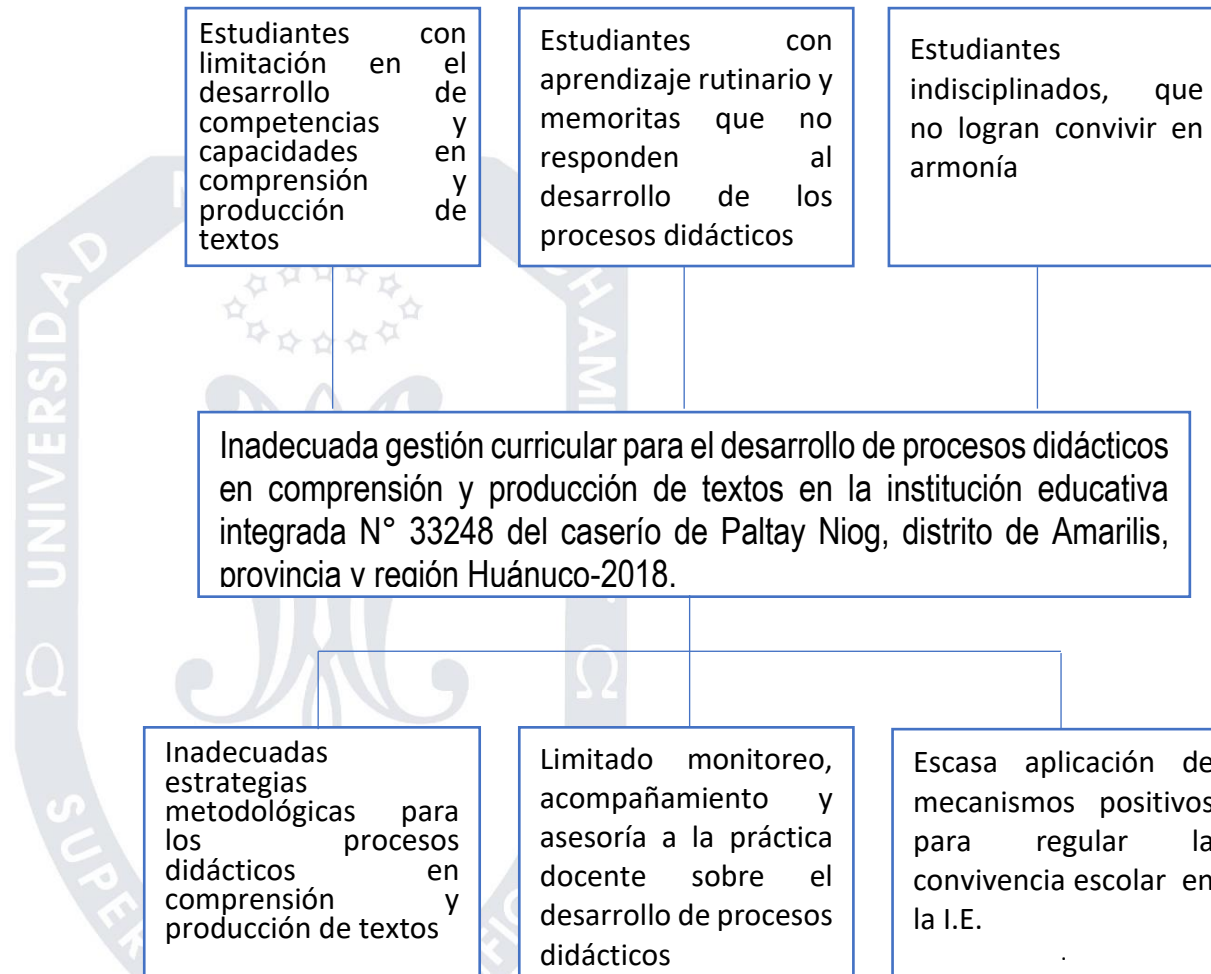 Estudiantes con
limitación en el
desarrollo de
competencias y
capacidades en
comprensión y
producción de
textos
Estudiantes con
aprendizaje rutinario y
memoritas que no
responden al
desarrollo de los
procesos didácticos
Estudiantes
indisciplinados, que
no logran convivir en
armonía
Inadecuada gestión curricular para el desarrollo de procesos didácticos
en comprensión y producción de textos en la institución educativa
integrada N° 33248 del caserío de Paltay Niog, distrito de Amarilis,
provincia y región Huánuco-2018.
Inadecuadas
estrategias
metodológicas para
los procesos
didácticos en
comprensión y
producción de textos
Limitado monitoreo,
acompañamiento y
asesoría a la práctica
docente sobre el
desarrollo de procesos
didácticos
Escasa aplicación de
mecanismos positivos
para regular la
convivencia escolar en
la I.E.
.
UNIVERSIDAD